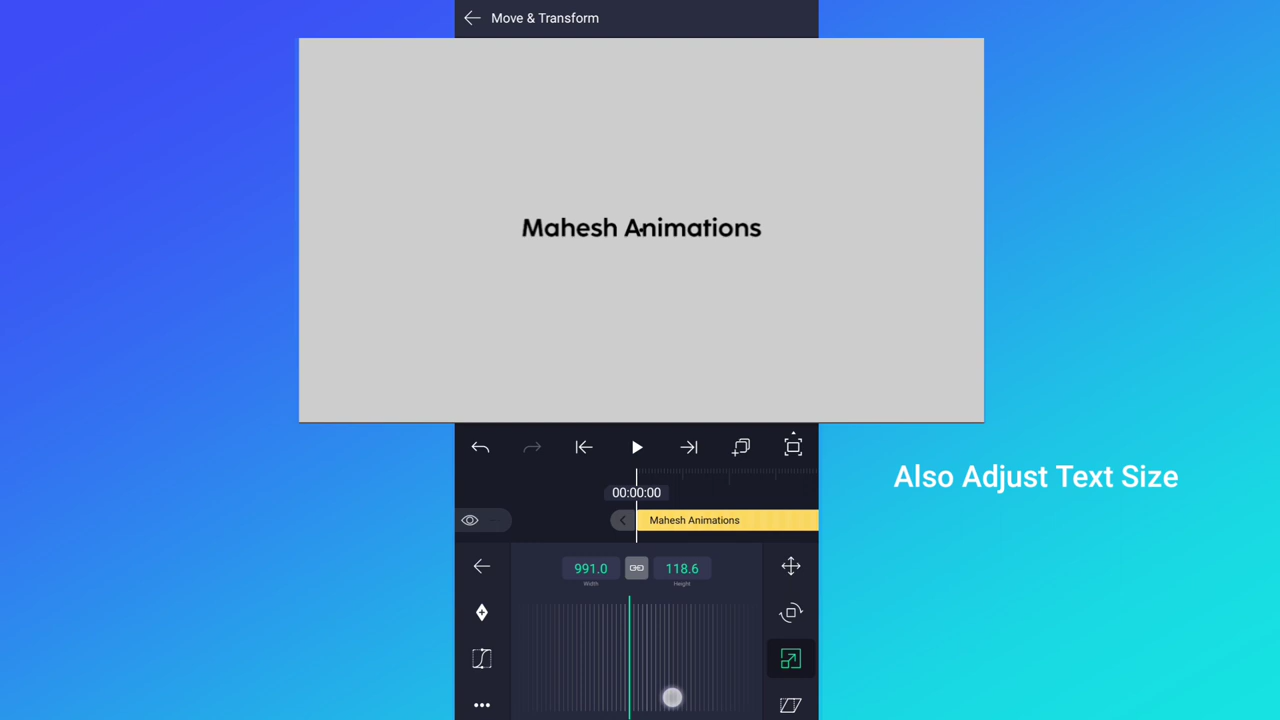 Move & Transform
Mahesh Animations
Also Adjust Text Size
00:00:00
Mahesh Animations
991.0
118.6
Width
Height